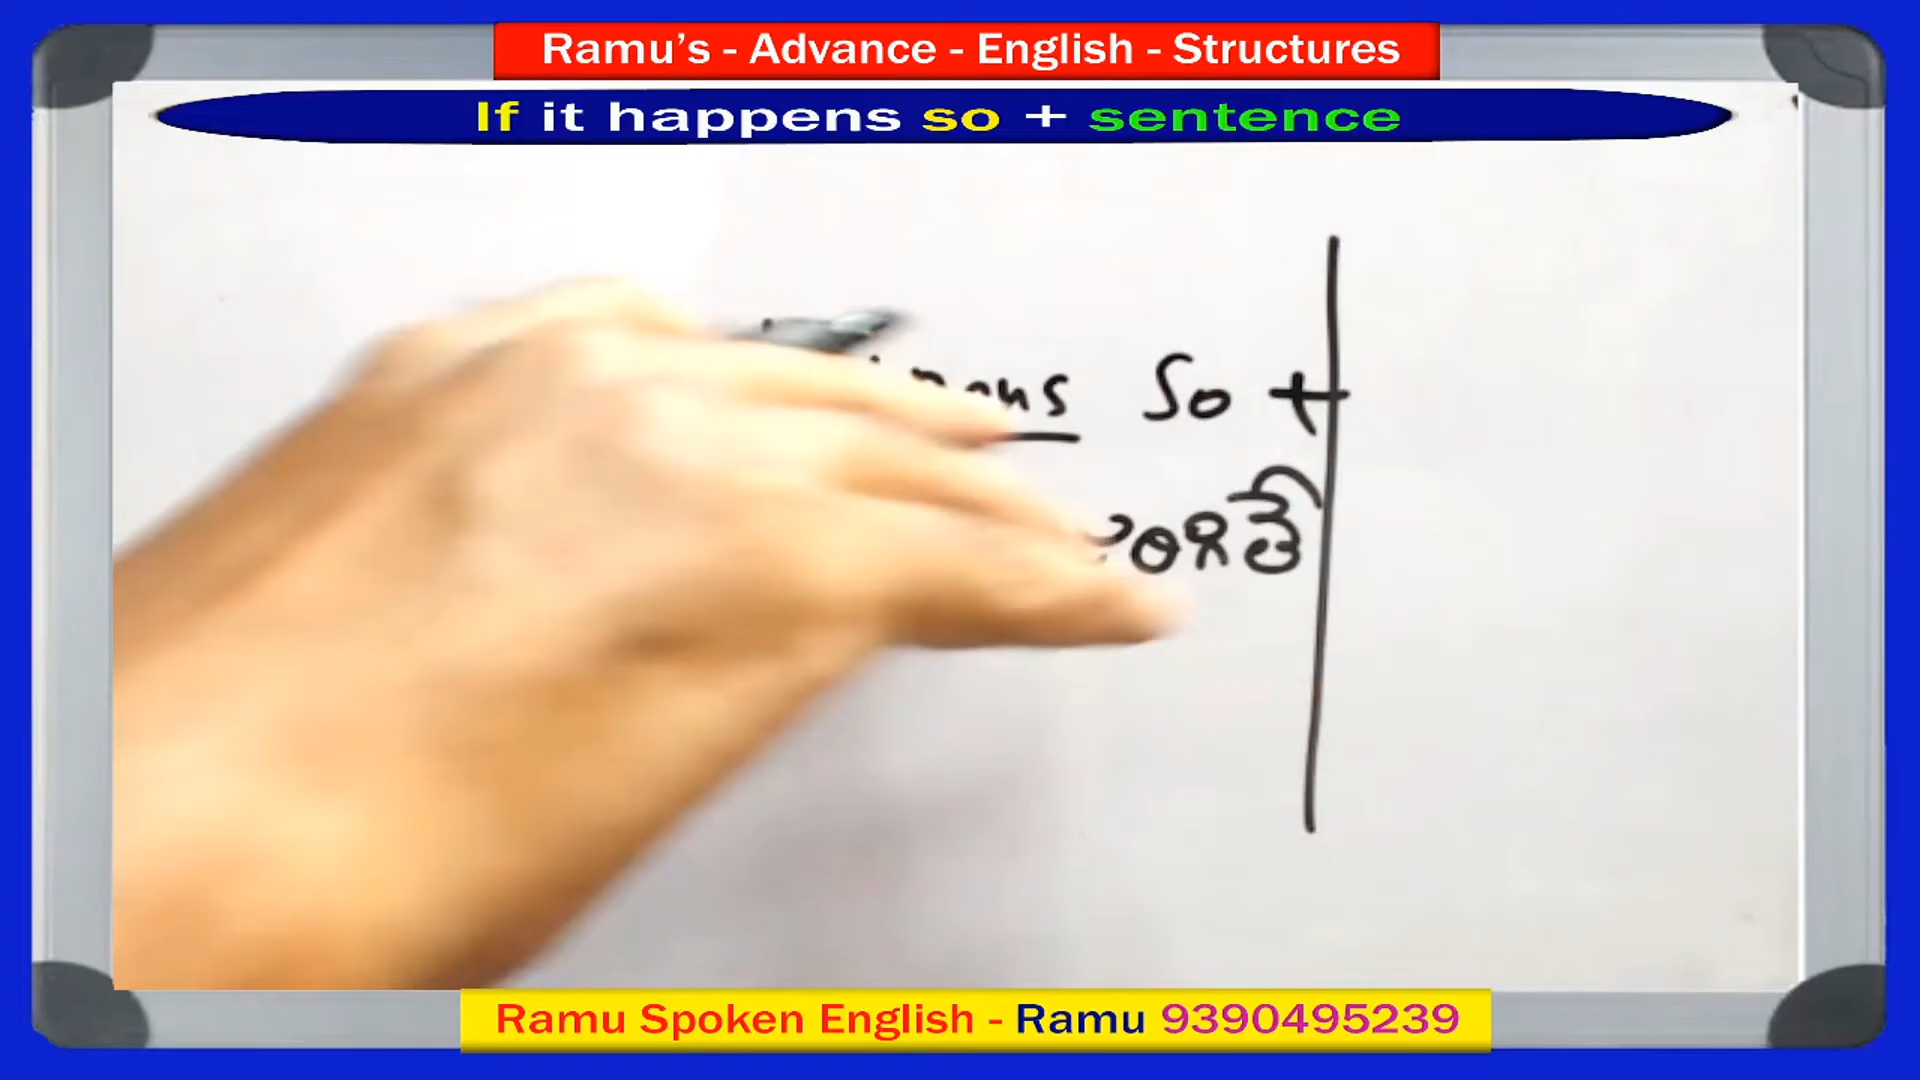 Ramu’s - Advance - English - Structures
If it happens so + sentence
So +
Ramu Spoken English - Ramu 9390495239